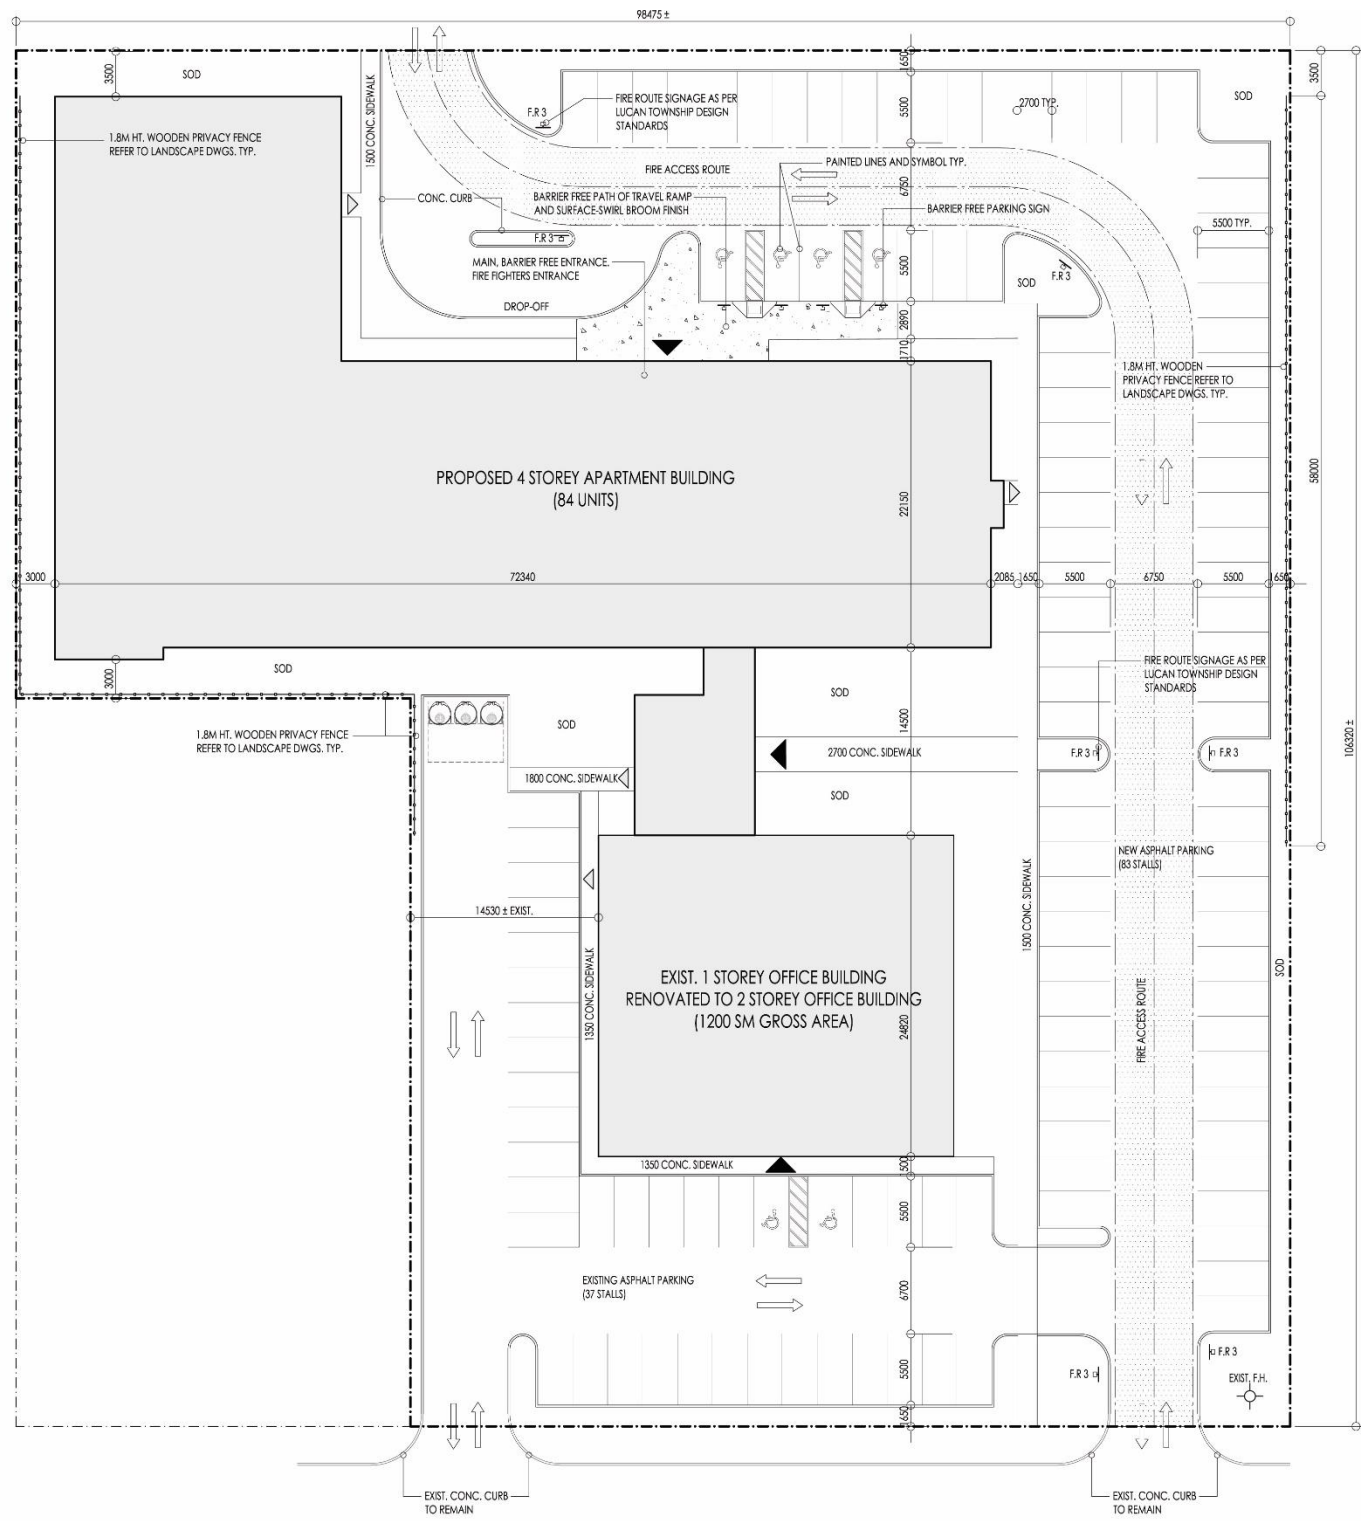 98475 ±
3500
SOD
1500 CONC. SIDEWALK
F.R 3
FIRE ROUTE SIGNAGE AS PER
LUCAN TOWNSHIP DESIGN
STANDARDS
1650
5500
2700 TYP.
SOD
3500
1.8M HT. WOODEN PRIVACY FENCE
REFER TO LANDSCAPE DWGS. TYP.
FIRE ACCESS ROUTE
PAINTED LINES AND SYMBOL TYP.
6750
CONC. CURB
BARRIER FREE PATH OF TRAVEL RAMP
AND SURFACE-SWIRL BROOM FINISH
BARRIER FREE PARKING SIGN
5500 TYP.
F.R 3
MAIN, BARRIER FREE ENTRANCE.
FIRE FIGHTERS ENTRANCE
5500
SOD
F.R 3
DROP-OFF
2890
1710
1.8M HT. WOODEN
PRIVACY FENCE REFER TO
LANDSCAPE DWGS. TYP.
PROPOSED 4 STOREY APARTMENT BUILDING
(84 UNITS)
22150
58000
3000
72340
2085
1650
5500
6750
5500
1650
3000
SOD
SOD
FIRE ROUTE SIGNAGE AS PER
LUCAN TOWNSHIP DESIGN
STANDARDS
1.8M HT. WOODEN PRIVACY FENCE
REFER TO LANDSCAPE DWGS. TYP.
SOD
14500
2700 CONC. SIDEWALK
F.R 3
F.R 3
106320 ±
1800 CONC. SIDEWALK
SOD
NEW ASPHALT PARKING
(83 STALLS)
14530 ± EXIST.
1350 CONC. SIDEWALK
1500 CONC. SIDEWALK
SOD
EXIST. 1 STOREY OFFICE BUILDING
RENOVATED TO 2 STOREY OFFICE BUILDING
(1200 SM GROSS AREA)
24820
FIRE ACCESS ROUTE
1350 CONC. SIDEWALK
1500
5500
EXISTING ASPHALT PARKING
(37 STALLS)
6700
5500
F.R 3
F.R 3
EXIST. F.H.
1650
EXIST. CONC. CURB
TO REMAIN
EXIST. CONC. CURB
TO REMAIN